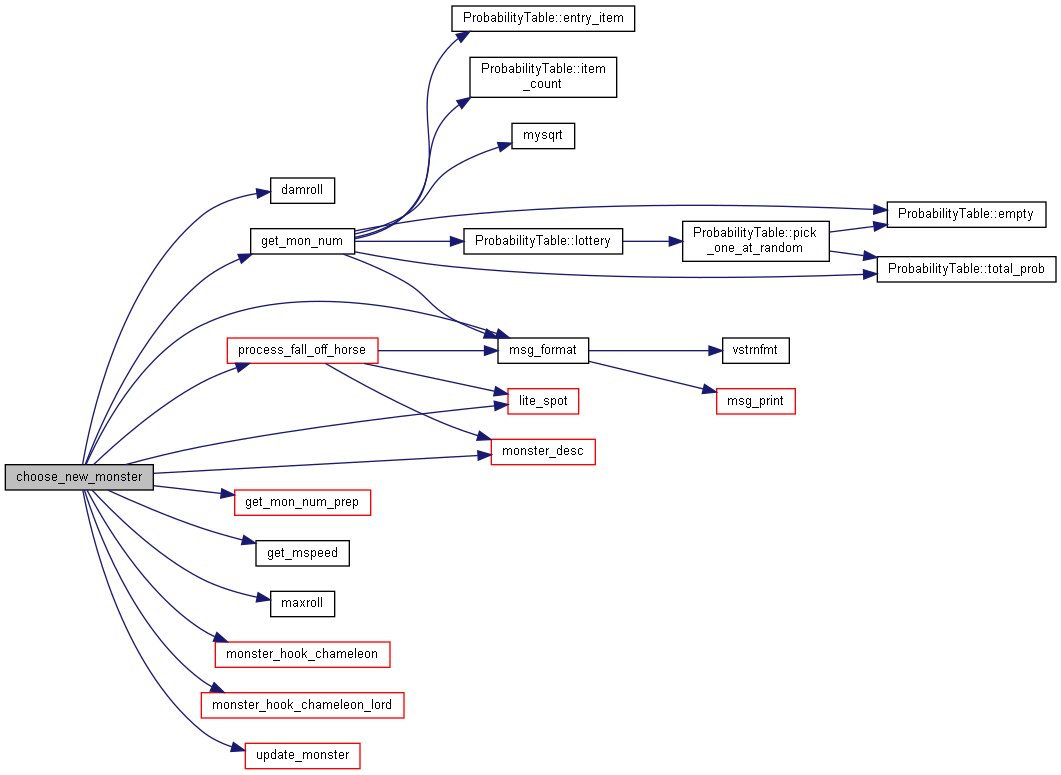 ProbabilityTable::entry_item
ProbabilityTable::item
_count
mysqrt
damroll
ProbabilityTable::empty
get_mon_num
ProbabilityTable::lottery
ProbabilityTable::pick
_one_at_random
ProbabilityTable::total_prob
process_fall_off_horse
msg_format
vstrnfmt
lite_spot
msg_print
monster_desc
choose_new_monster
get_mon_num_prep
get_mspeed
maxroll
monster_hook_chameleon
monster_hook_chameleon_lord
update_monster